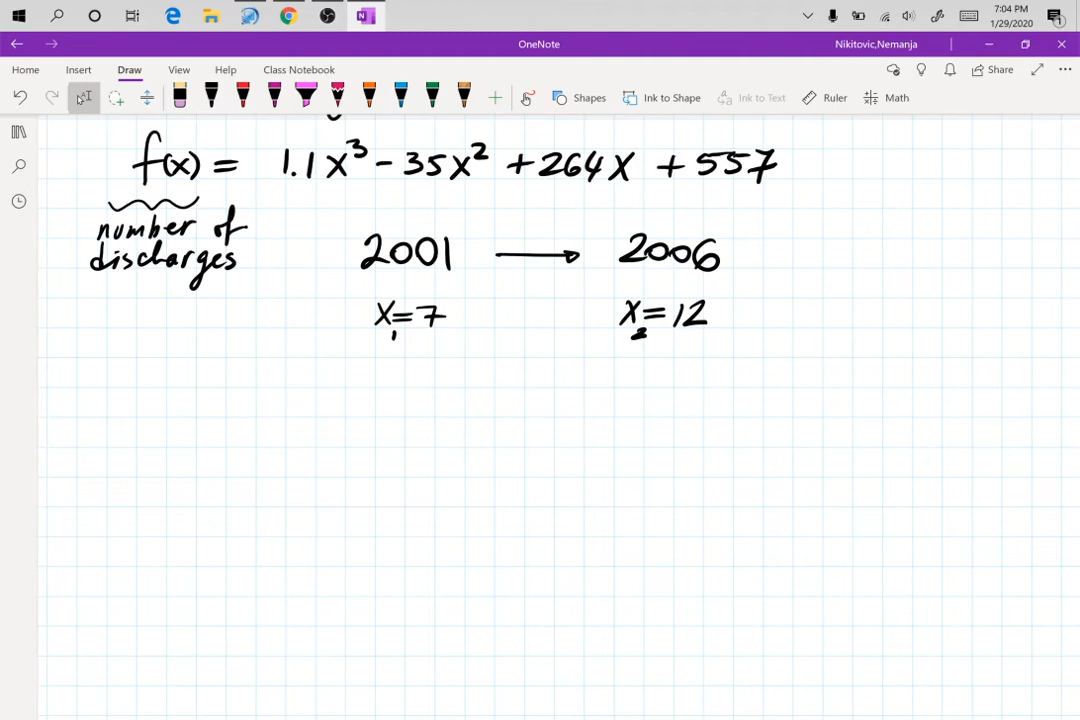 7:04 PM
1/29/2020
1
OneNote
Nikitovic,Nemanja
Home Insert Draw View Help Class Notebook Share
Shapes Ink to Shape Ink to Text Ruler Math
f(x) = 1.1x³ - 35x² + 264x + 557
number of
discharges
2001 → 2006
x₁=7 x₂=12